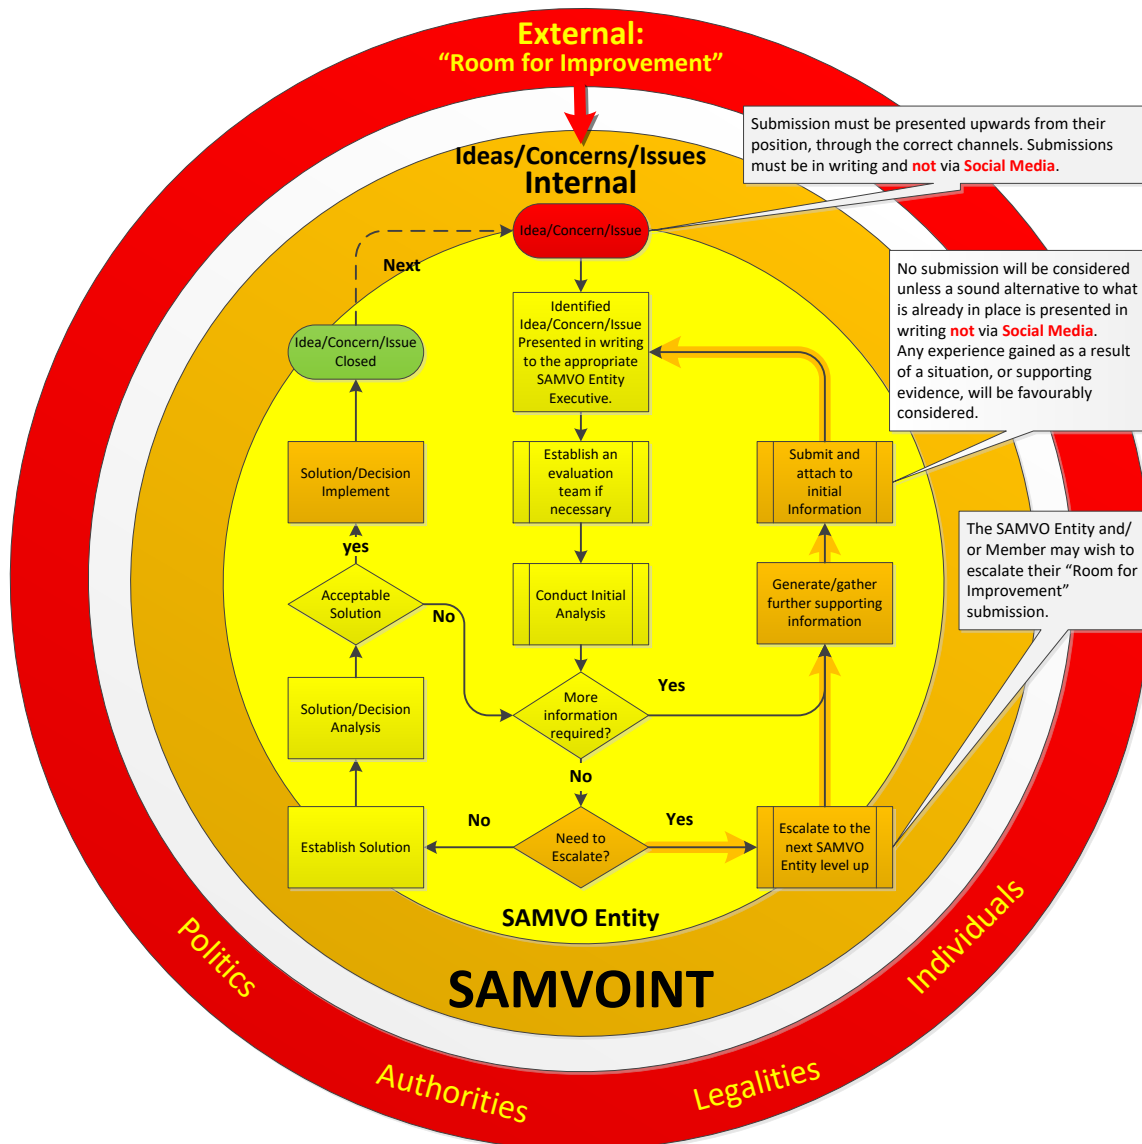 External:
“Room for Improvement”
Submission must be presented upwards from their
position, through the correct channels. Submissions
must be in writing and not via Social Media.
Ideas/Concerns/Issues
Internal
Idea/Concern/Issue
Next
No submission will be considered
unless a sound alternative to what
is already in place is presented in
writing not via Social Media.
Any experience gained as a result
of a situation, or supporting
evidence, will be favourably
considered.
Identified
Idea/Concern/Issue
Presented in writing
to the appropriate
SAMVO Entity
Executive.
Idea/Concern/Issue
Closed
Solution/Decision
Implement
Establish an
evaluation
team if
necessary
Submit and
attach to
initial
Information
The SAMVO Entity and/
or Member may wish to
escalate their “Room for
Improvement”
submission.
yes
Acceptable
Solution
No
Conduct Initial
Analysis
Generate/gather
further supporting
information
Solution/Decision
Analysis
More
information
required?
Yes
No
Establish Solution
No
Need to
Escalate?
Yes
Escalate to the
next SAMVO
Entity level up
SAMVO Entity
SAMVOINT
Politics
Authorities
Legalities
Individuals